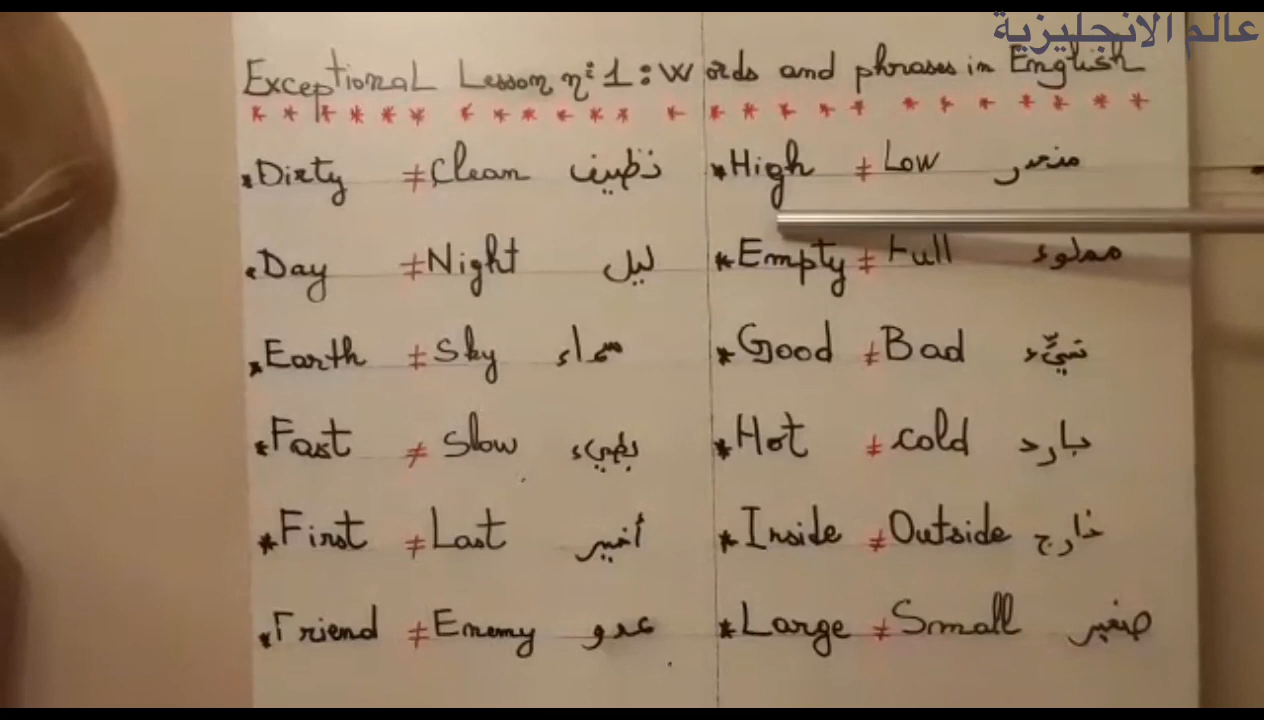 عالم الانجليزية
Exceptional Lesson n: 1: Words and phrases in English
* * * * * * * * * * * * * * * * * * * * * * * * *
*Dirty ≠ Clean نظيف
*Day ≠ Night ليل
*Earth ≠ Sky سماء
*Fast ≠ Slow بطيء
*First ≠ Last أخير
*Friend ≠ Enemy عدو
*High ≠ Low
*Empty ≠ Full مملوء
*Good ≠ Bad
*Hot ≠ cold بارد
*Inside ≠ Outside خارج
*Large ≠ Small صغير